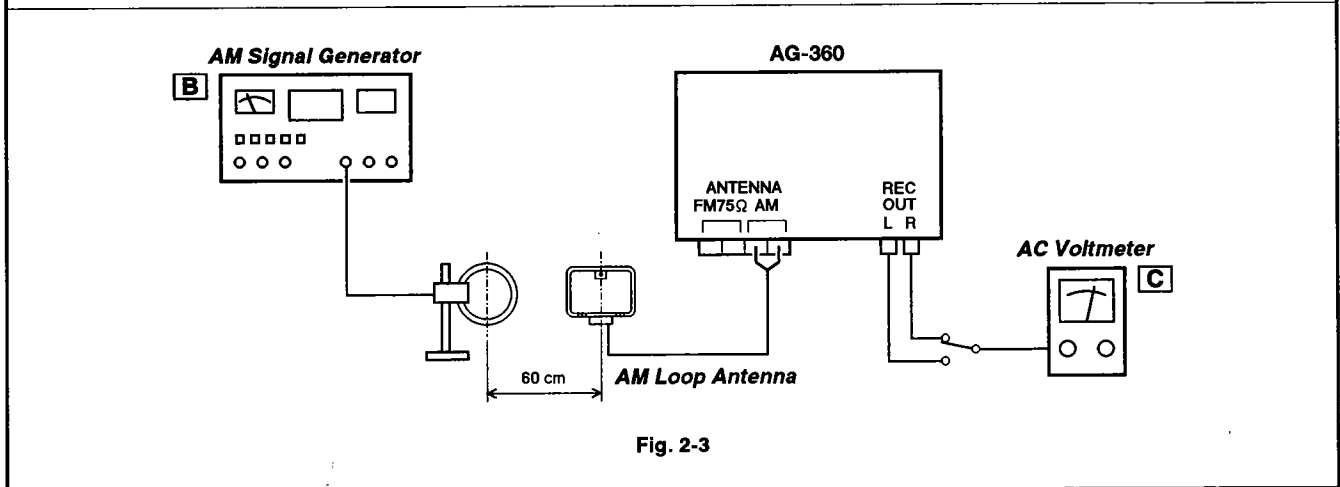 AM Signal Generator
B
AG-360
ANTENNA
FM75Ω AM
REC
OUT
L R
AC Voltmeter
C
60 cm
AM Loop Antenna
Fig. 2-3